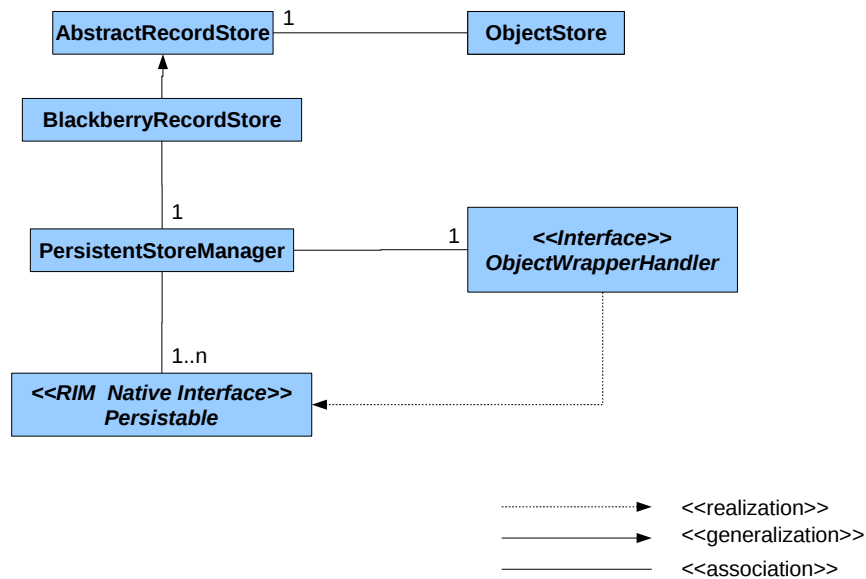 AbstractRecordStore
1
ObjectStore
BlackberryRecordStore
1
PersistentStoreManager
1
<<Interface>>
ObjectWrapperHandler
1..n
<<RIM  Native Interface>>
Persistable
<<realization>>
<<generalization>>
<<association>>